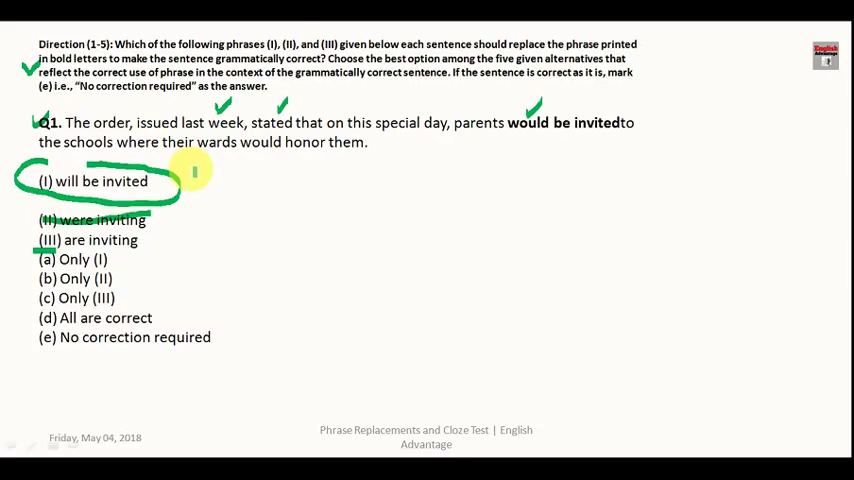 Direction (1-5): Which of the following phrases (I), (II), and (III) given below each sentence should replace the phrase printed
in bold letters to make the sentence grammatically correct? Choose the best option among the five given alternatives that
reflect the correct use of phrase in the context of the grammatically correct sentence. If the sentence is correct as it is, mark
(e) i.e., “No correction required” as the answer.
Q1. The order, issued last week, stated that on this special day, parents would be invitedto
the schools where their wards would honor them.
(I) will be invited
(II) were inviting
(III) are inviting
(a) Only (I)
(b) Only (II)
(c) Only (III)
(d) All are correct
(e) No correction required
Friday, May 04, 2018
Phrase Replacements and Cloze Test | English
Advantage
English
Advantage